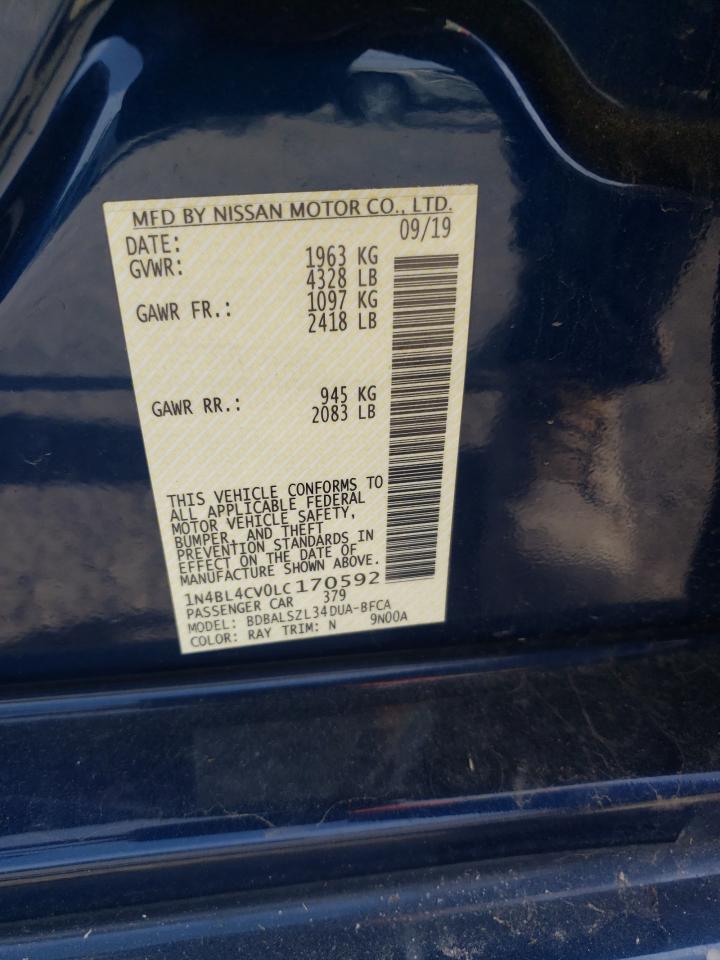 MFD BY NISSAN MOTOR CO., LTD.
DATE: 09/19
GVWR: 1963 KG
4328 LB
GAWR FR.: 1097 KG
2418 LB
GAWR RR.: 945 KG
2083 LB
THIS VEHICLE CONFORMS TO
ALL APPLICABLE FEDERAL
MOTOR VEHICLE SAFETY,
BUMPER, AND THEFT
PREVENTION STANDARDS IN
EFFECT ON THE DATE OF
MANUFACTURE SHOWN ABOVE.
1N4BL4CV0LC170592
PASSENGER CAR 379
MODEL: BDBALSZL34DUA-BFCA
COLOR: RAY TRIM: N 9N00A